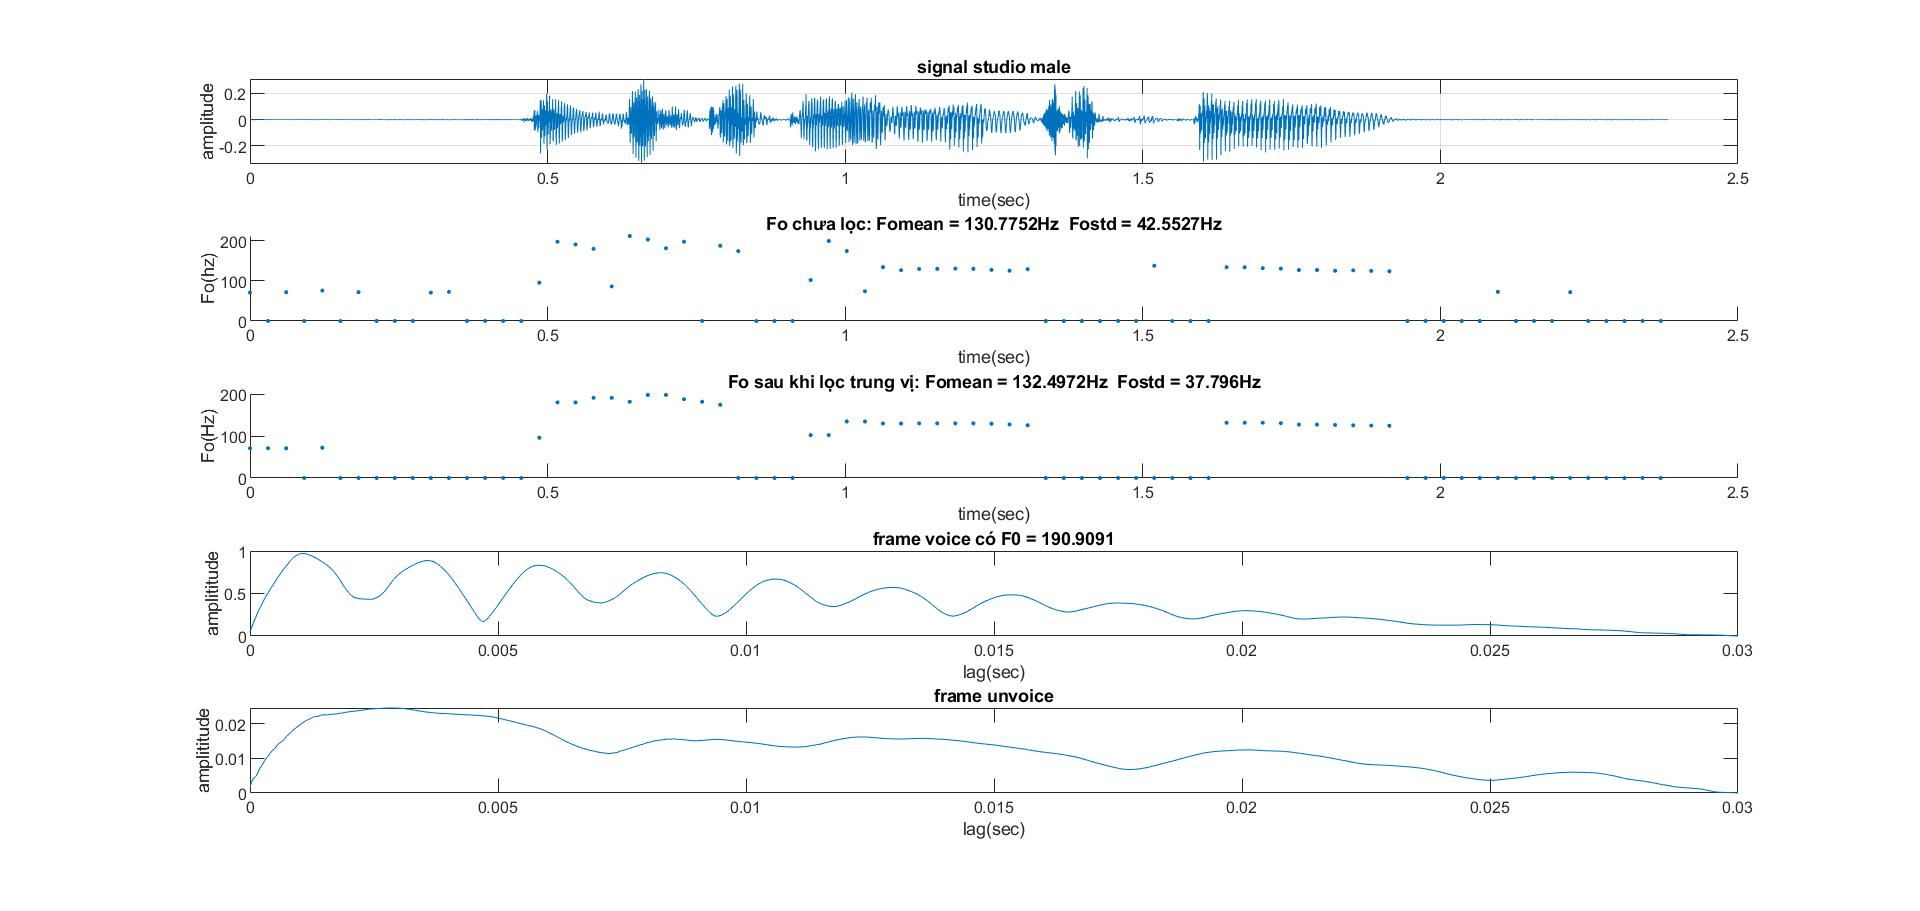 signal studio male
amplitude
0.2
0
-0.2
0 0.5 1 1.5 2 2.5
time(sec)
Fo chưa lọc: Fomean = 130.7752Hz  Fostd = 42.5527Hz
Fo(hz)
200
100
0
0 0.5 1 1.5 2 2.5
time(sec)
Fo sau khi lọc trung vị: Fomean = 132.4972Hz  Fostd = 37.796Hz
Fo(Hz)
200
100
0
0 0.5 1 1.5 2 2.5
time(sec)
frame voice có F0 = 190.9091
amplititude
1
0.5
0
0 0.005 0.01 0.015 0.02 0.025 0.03
lag(sec)
frame unvoice
amplititude
0.02
0.01
0
0 0.005 0.01 0.015 0.02 0.025 0.03
lag(sec)